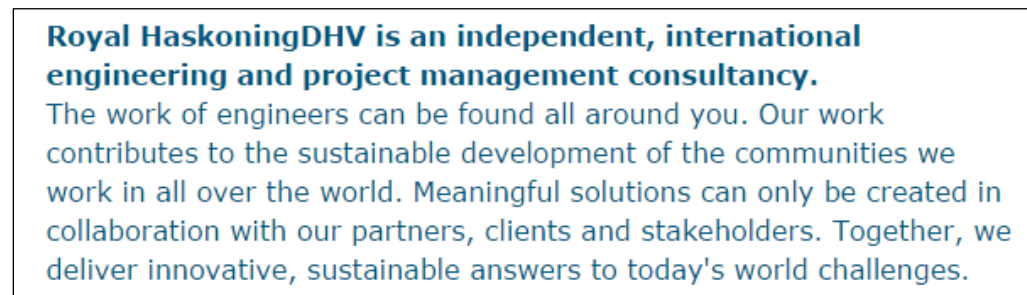 Royal HaskoningDHV is an independent, international
engineering and project management consultancy.
The work of engineers can be found all around you. Our work
contributes to the sustainable development of the communities we
work in all over the world. Meaningful solutions can only be created in
collaboration with our partners, clients and stakeholders. Together, we
deliver innovative, sustainable answers to today's world challenges.